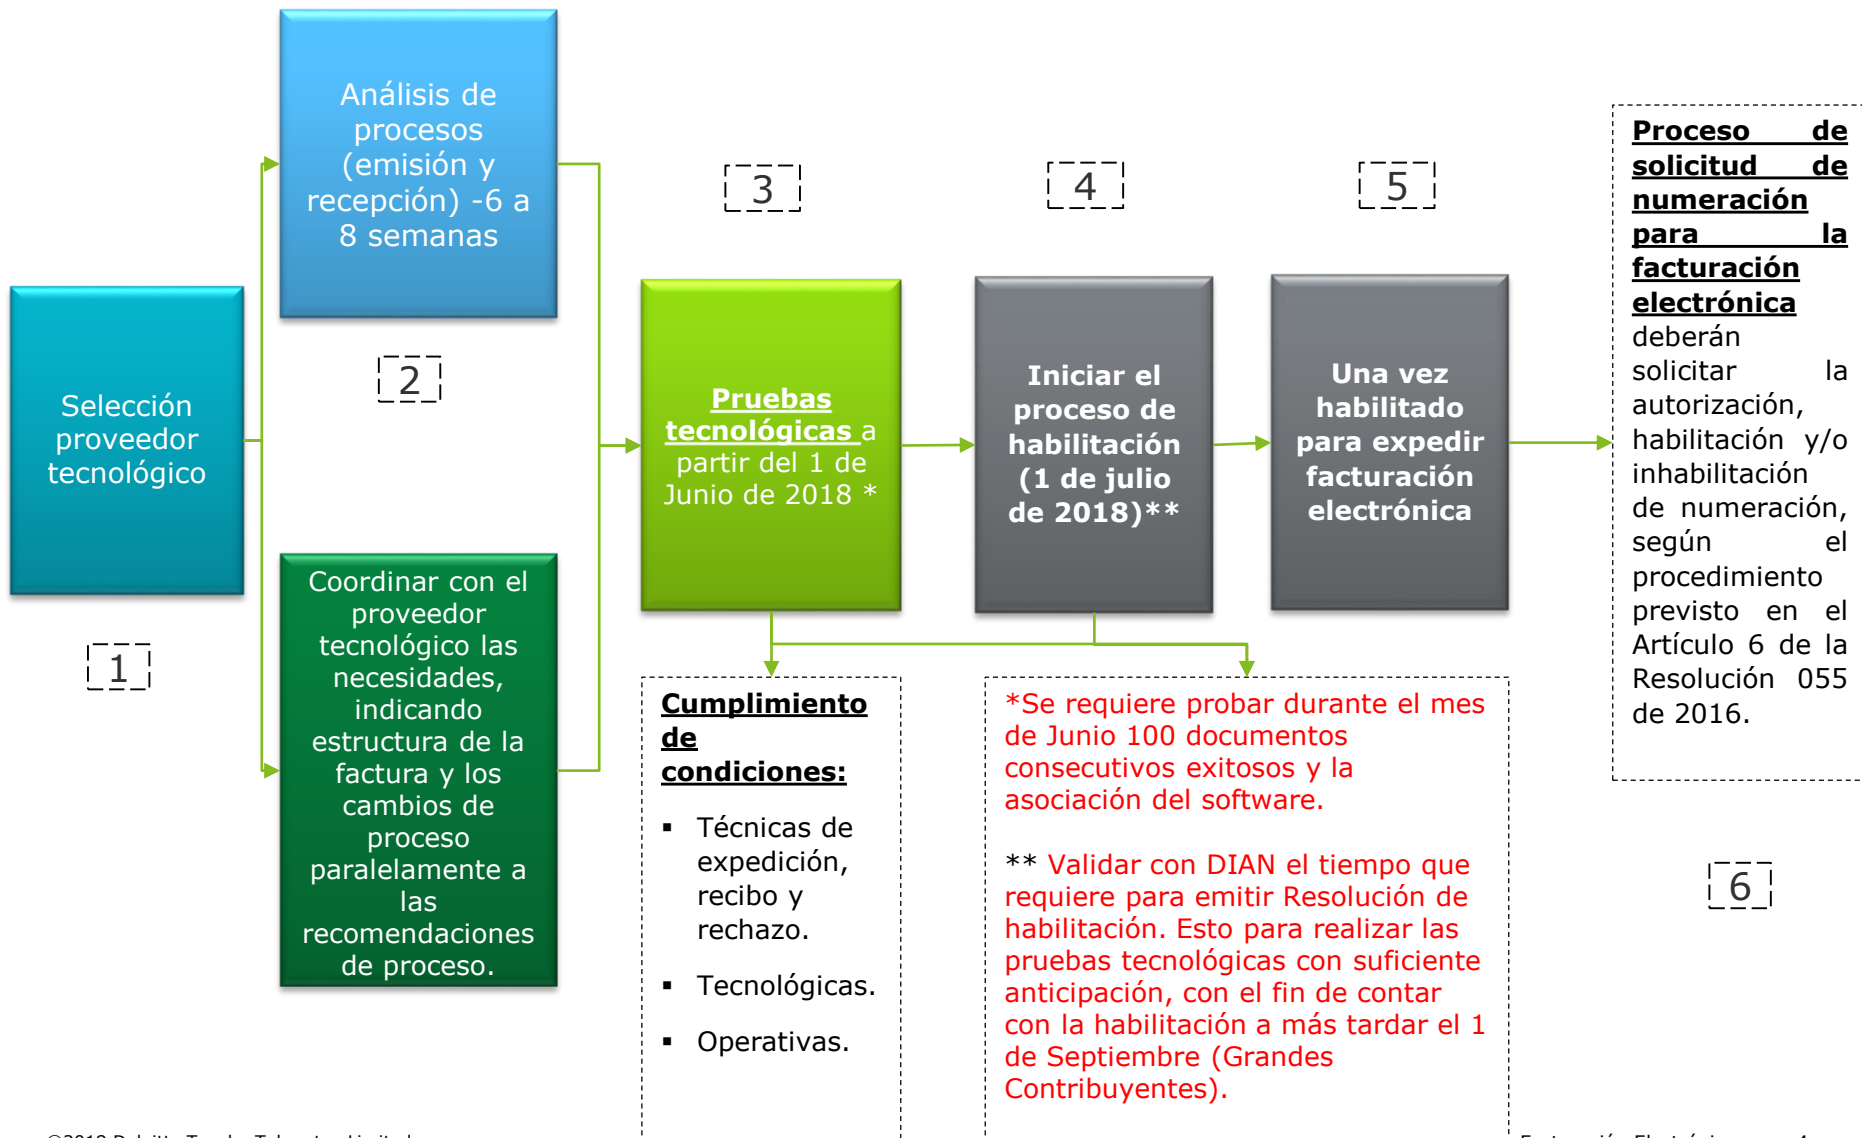 Selección
proveedor
tecnológico
1
Análisis de
procesos
(emisión y
recepción) -6 a
8 semanas
2
Coordinar con el
proveedor
tecnológico las
necesidades,
indicando
estructura de la
factura y los
cambios de
proceso
paralelamente a
las
recomendaciones
de proceso.
3
Pruebas
tecnológicas a
partir del 1 de
Junio de 2018 *
Cumplimiento
de
condiciones:
▪ Técnicas de
expedición,
recibo y
rechazo.
▪ Tecnológicas.
▪ Operativas.
4
Iniciar el
proceso de
habilitación
(1 de julio
de 2018)**
*Se requiere probar durante el mes
de Junio 100 documentos
consecutivos exitosos y la
asociación del software.
** Validar con DIAN el tiempo que
requiere para emitir Resolución de
habilitación. Esto para realizar las
pruebas tecnológicas con suficiente
anticipación, con el fin de contar
con la habilitación a más tardar el 1
de Septiembre (Grandes
Contribuyentes).
5
Una vez
habilitado
para expedir
facturación
electrónica
Proceso de
solicitud de
numeración
para la
facturación
electrónica
deberán
solicitar la
autorización,
habilitación y/o
inhabilitación
de numeración,
según el
procedimiento
previsto en el
Artículo 6 de la
Resolución 055
de 2016.
6